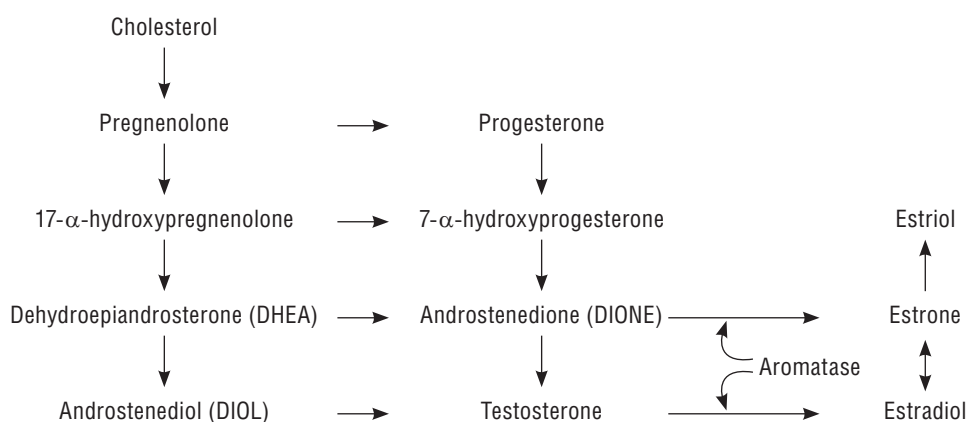 Cholesterol
Pregnenolone Progesterone
17-α-hydroxypregnenolone 7-α-hydroxyprogesterone Estriol
Dehydroepiandrosterone (DHEA) Androstenedione (DIONE) Estrone
Aromatase
Androstenediol (DIOL) Testosterone Estradiol